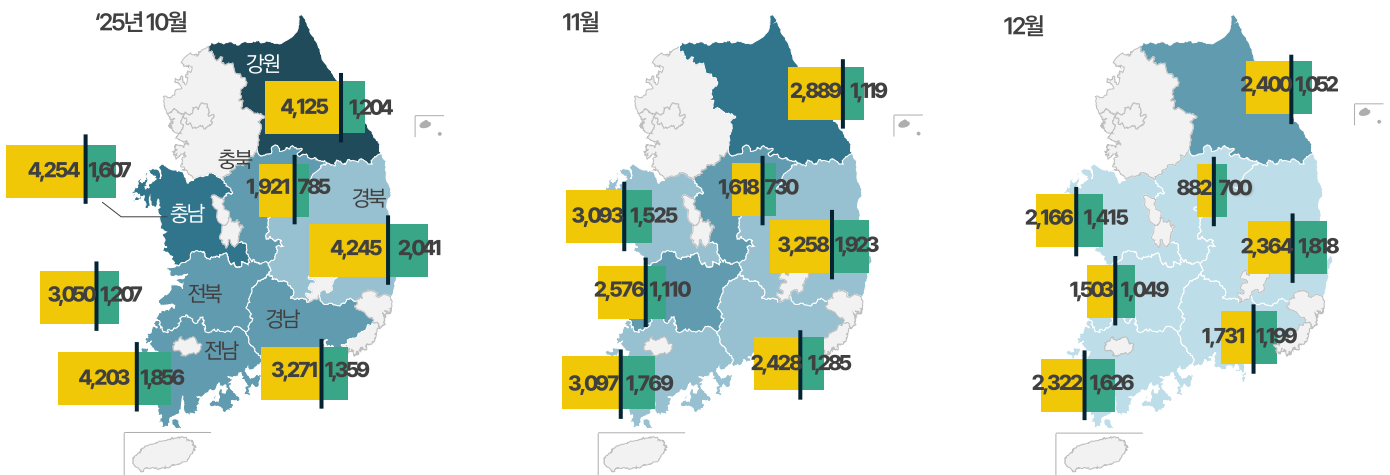 '25년 10월
강원
4,125 1,204
4,254 1,607
충북
1,921 785
경북
충남
4,245 2,041
3,050 1,207
전북
경남
전남
3,271 1,359
4,203 1,856
11월
2,889 1,119
1,618 730
3,093 1,525
3,258 1,923
2,576 1,110
2,428 1,285
3,097 1,769
12월
2,400 1,052
882 700
2,166 1,415
2,364 1,818
1,503 1,049
1,731 1,199
2,322 1,626